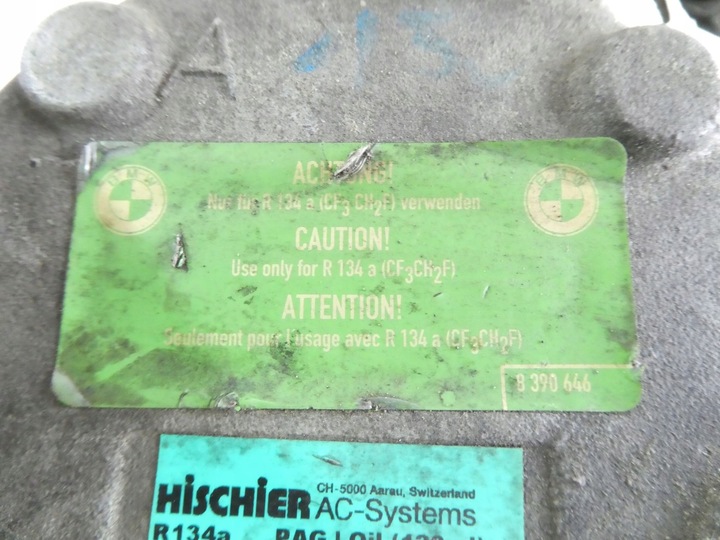 A
ACHTUNG!
Nur für R 134 a (CF3 CH2F) verwenden
CAUTION!
Use only for R 134 a (CF3CH2F)
ATTENTION!
Seulement pour l'usage avec R 134 a (CF3CH2F)
8 390 646
HiSCHiER CH-5000 Aarau, Switzerland
AC-Systems
R134a PAG